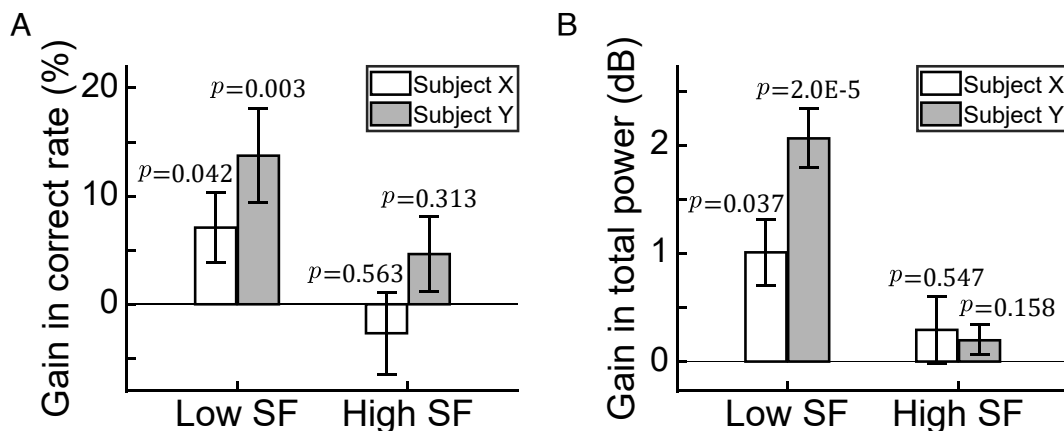 A
Gain in correct rate (%)
20
10
0
p=0.003
p=0.042
p=0.313
p=0.563
Subject X
Subject Y
Low SF
High SF
B
Gain in total power (dB)
2
1
0
p=2.0E-5
p=0.037
p=0.547
p=0.158
Subject X
Subject Y
Low SF
High SF